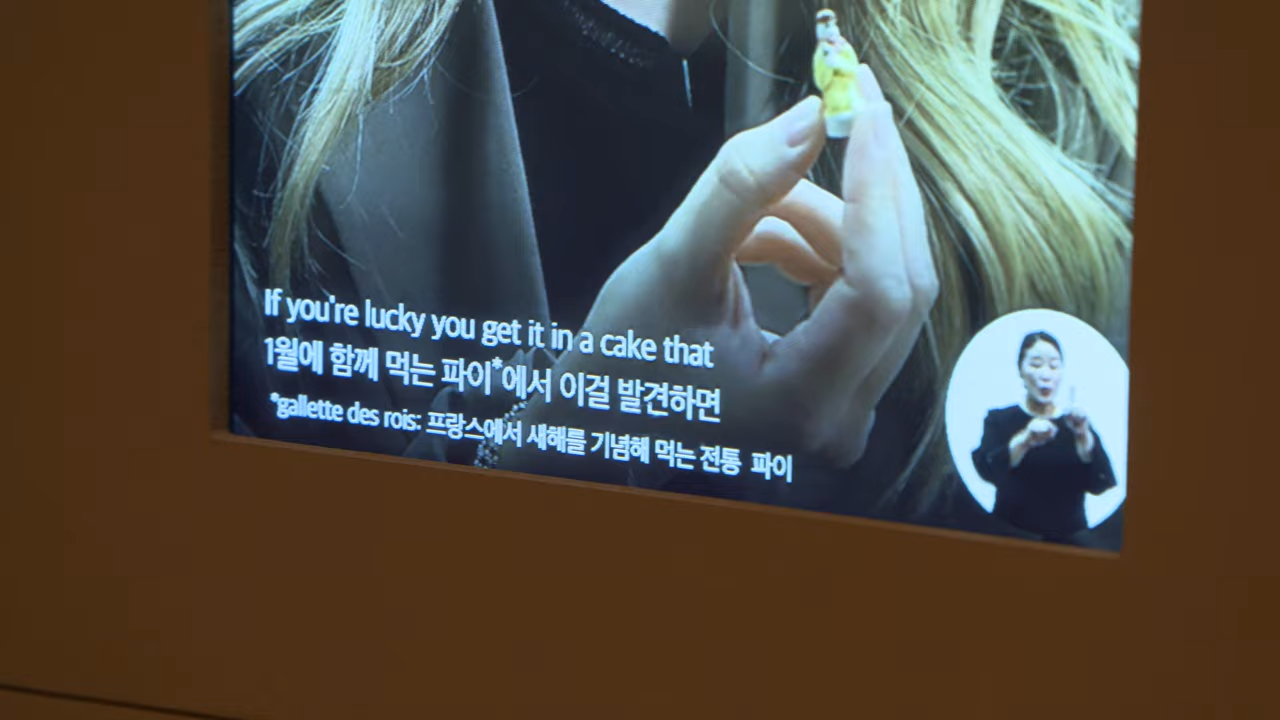 If you're lucky you get it in a cake that
1월에 함께 먹는 파이*에서 이걸 발견하면
*gallette des rois: 프랑스에서 새해를 기념해 먹는 전통 파이